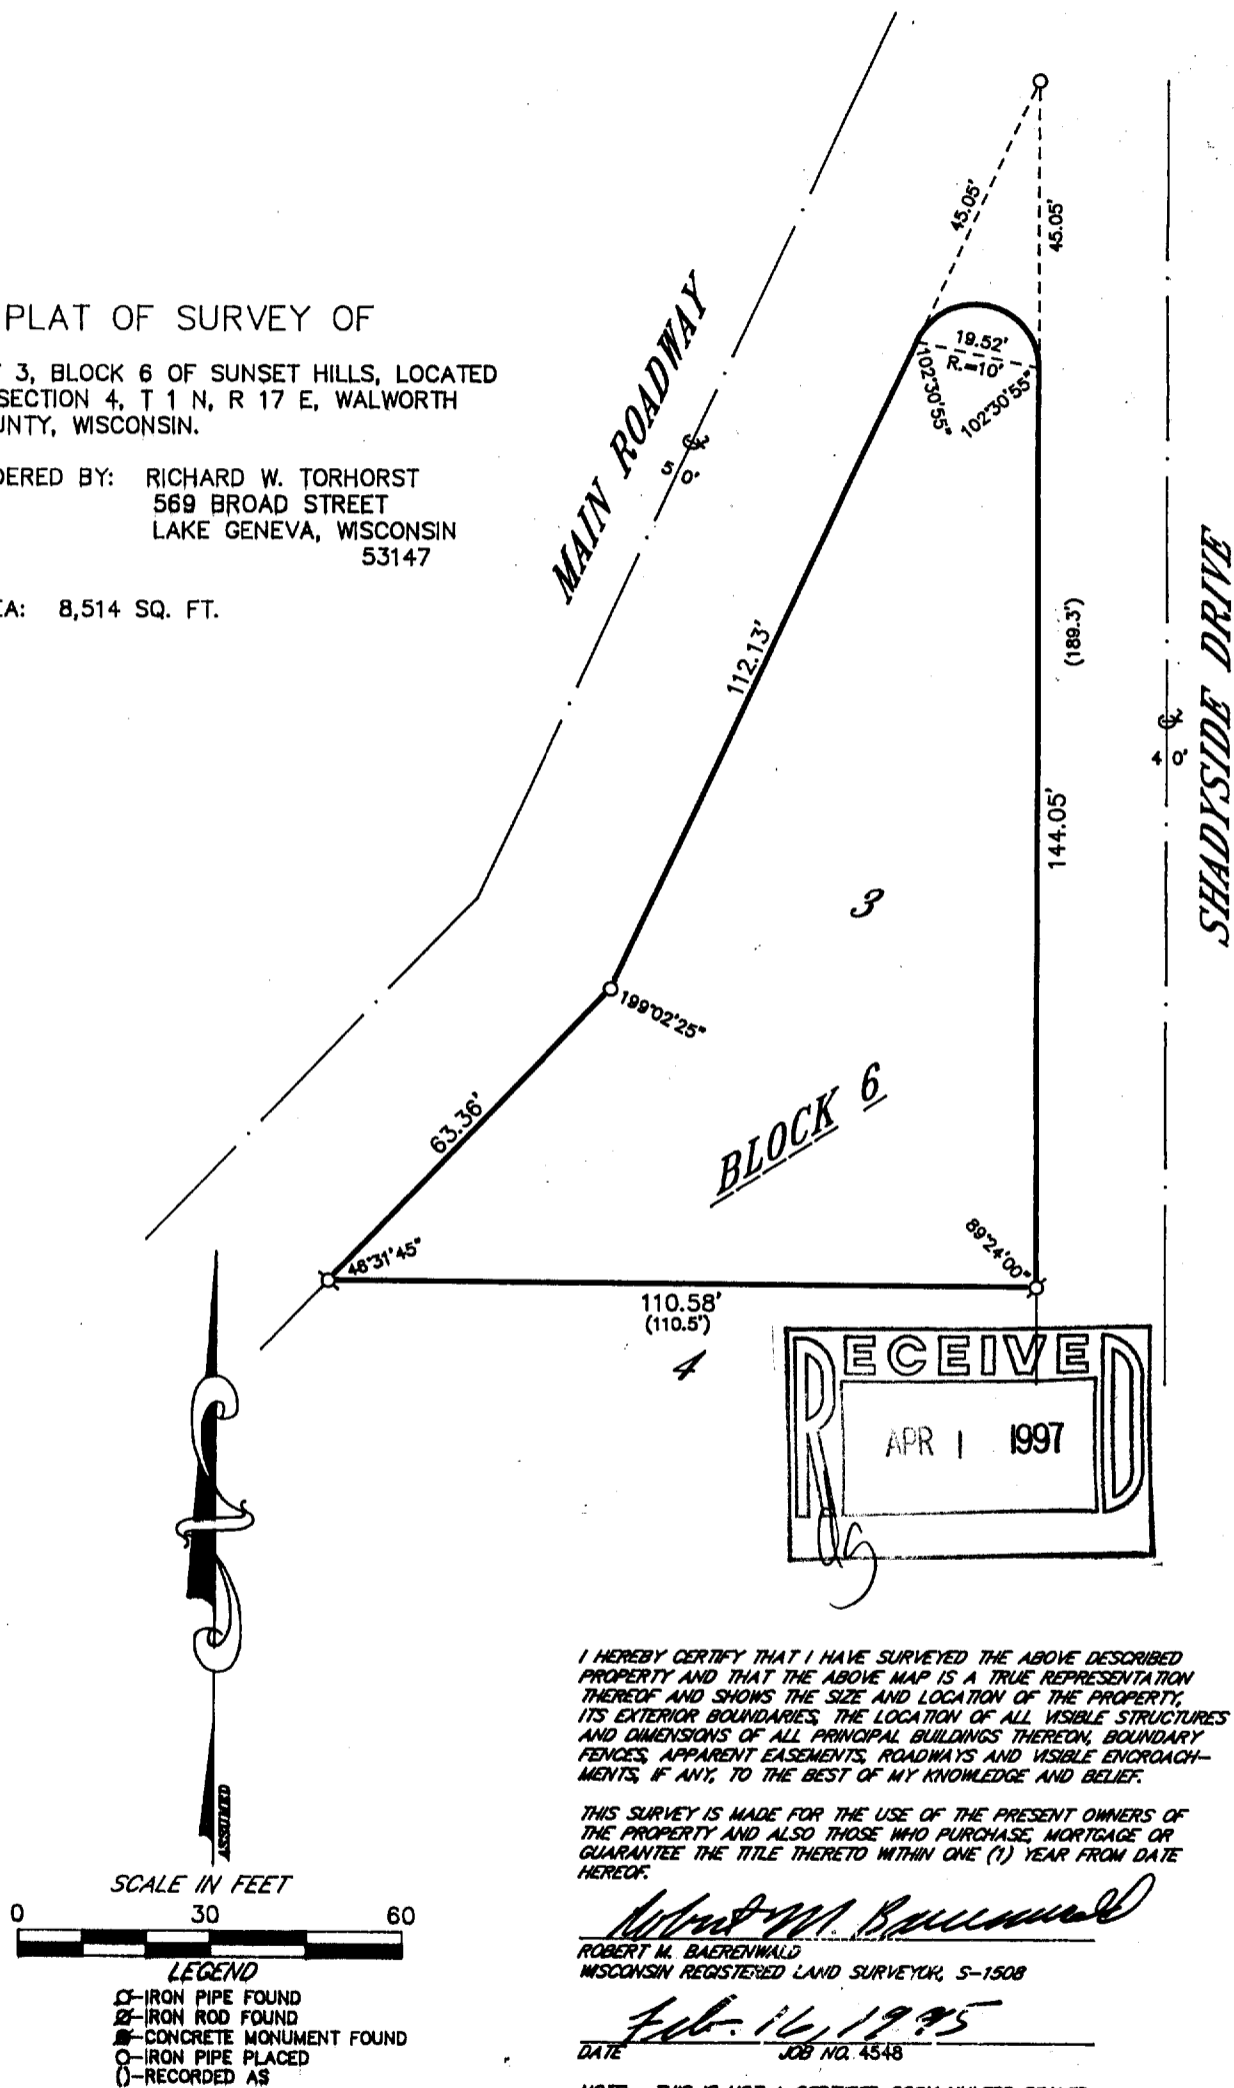 PLAT OF SURVEY OF
3, BLOCK 6 OF SUNSET HILLS, LOCATED
SECTION 4, T 1 N, R 17 E, WALWORTH
UNTY, WISCONSIN.
DERED BY: RICHARD W. TORHORST
569 BROAD STREET
LAKE GENEVA, WISCONSIN
53147
EA: 8,514 SQ. FT.
MAIN ROADWAY
50'
45.05'
45.05'
19.52'
R.=10'
102°30'55"
102°30'55"
112.13'
(189.3')
144.05'
SHADYSIDE DRIVE
40'
3
199°02'25"
63.36'
BLOCK 6
46°31'45"
89°24'00"
110.58'
(110.5')
4
RECEIVED
APR 1 1997
ASSUMED
SCALE IN FEET
0 30 60
LEGEND
-IRON PIPE FOUND
-IRON ROD FOUND
-CONCRETE MONUMENT FOUND
O-IRON PIPE PLACED
()-RECORDED AS
I HEREBY CERTIFY THAT I HAVE SURVEYED THE ABOVE DESCRIBED
PROPERTY AND THAT THE ABOVE MAP IS A TRUE REPRESENTATION
THEREOF AND SHOWS THE SIZE AND LOCATION OF THE PROPERTY,
ITS EXTERIOR BOUNDARIES, THE LOCATION OF ALL VISIBLE STRUCTURES
AND DIMENSIONS OF ALL PRINCIPAL BUILDINGS THEREON, BOUNDARY
FENCES, APPARENT EASEMENTS, ROADWAYS AND VISIBLE ENCROACH-
MENTS, IF ANY, TO THE BEST OF MY KNOWLEDGE AND BELIEF.
THIS SURVEY IS MADE FOR THE USE OF THE PRESENT OWNERS OF
THE PROPERTY AND ALSO THOSE WHO PURCHASE, MORTGAGE OR
GUARANTEE THE TITLE THERETO WITHIN ONE (1) YEAR FROM DATE
HEREOF.
Robert M. Baerenwald
ROBERT M. BAERENWALD
WISCONSIN REGISTERED LAND SURVEYOR, S-1508
Feb. 16, 1995
DATE JOB NO. 4548